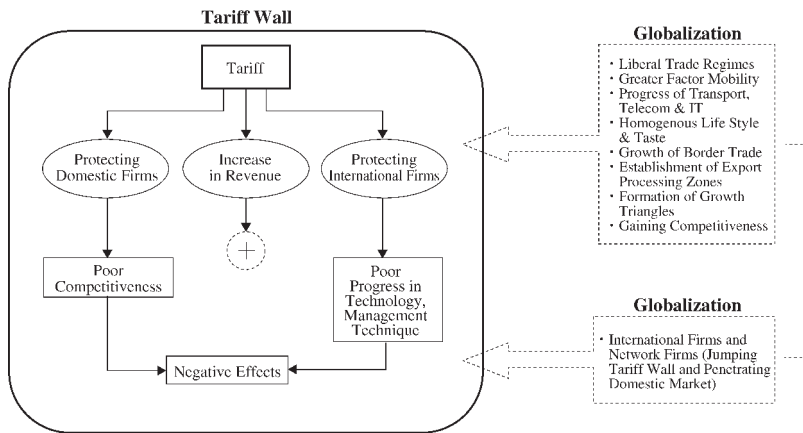 Tariff Wall
Tariff
Protecting
Domestic Firms
Increase
in Revenue
Protecting
International Firms
+
Poor
Competitiveness
Poor
Progress in
Technology,
Management
Technique
Negative Effects
Globalization
· Liberal Trade Regimes
· Greater Factor Mobility
· Progress of Transport,
Telecom & IT
· Homogenous Life Style
& Taste
· Growth of Border Trade
· Establishment of Export
Processing Zones
· Formation of Growth
Triangles
· Gaining Competitiveness
Globalization
· International Firms and
Network Firms (Jumping
Tariff Wall and Penetrating
Domestic Market)